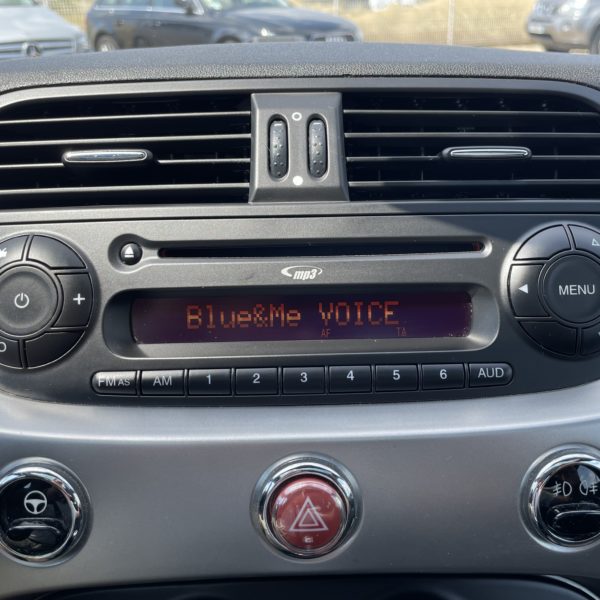 mp3
Blue&Me VOICE
AF TA
MENU
FM AS AM 1 2 3 4 5 6 AUD